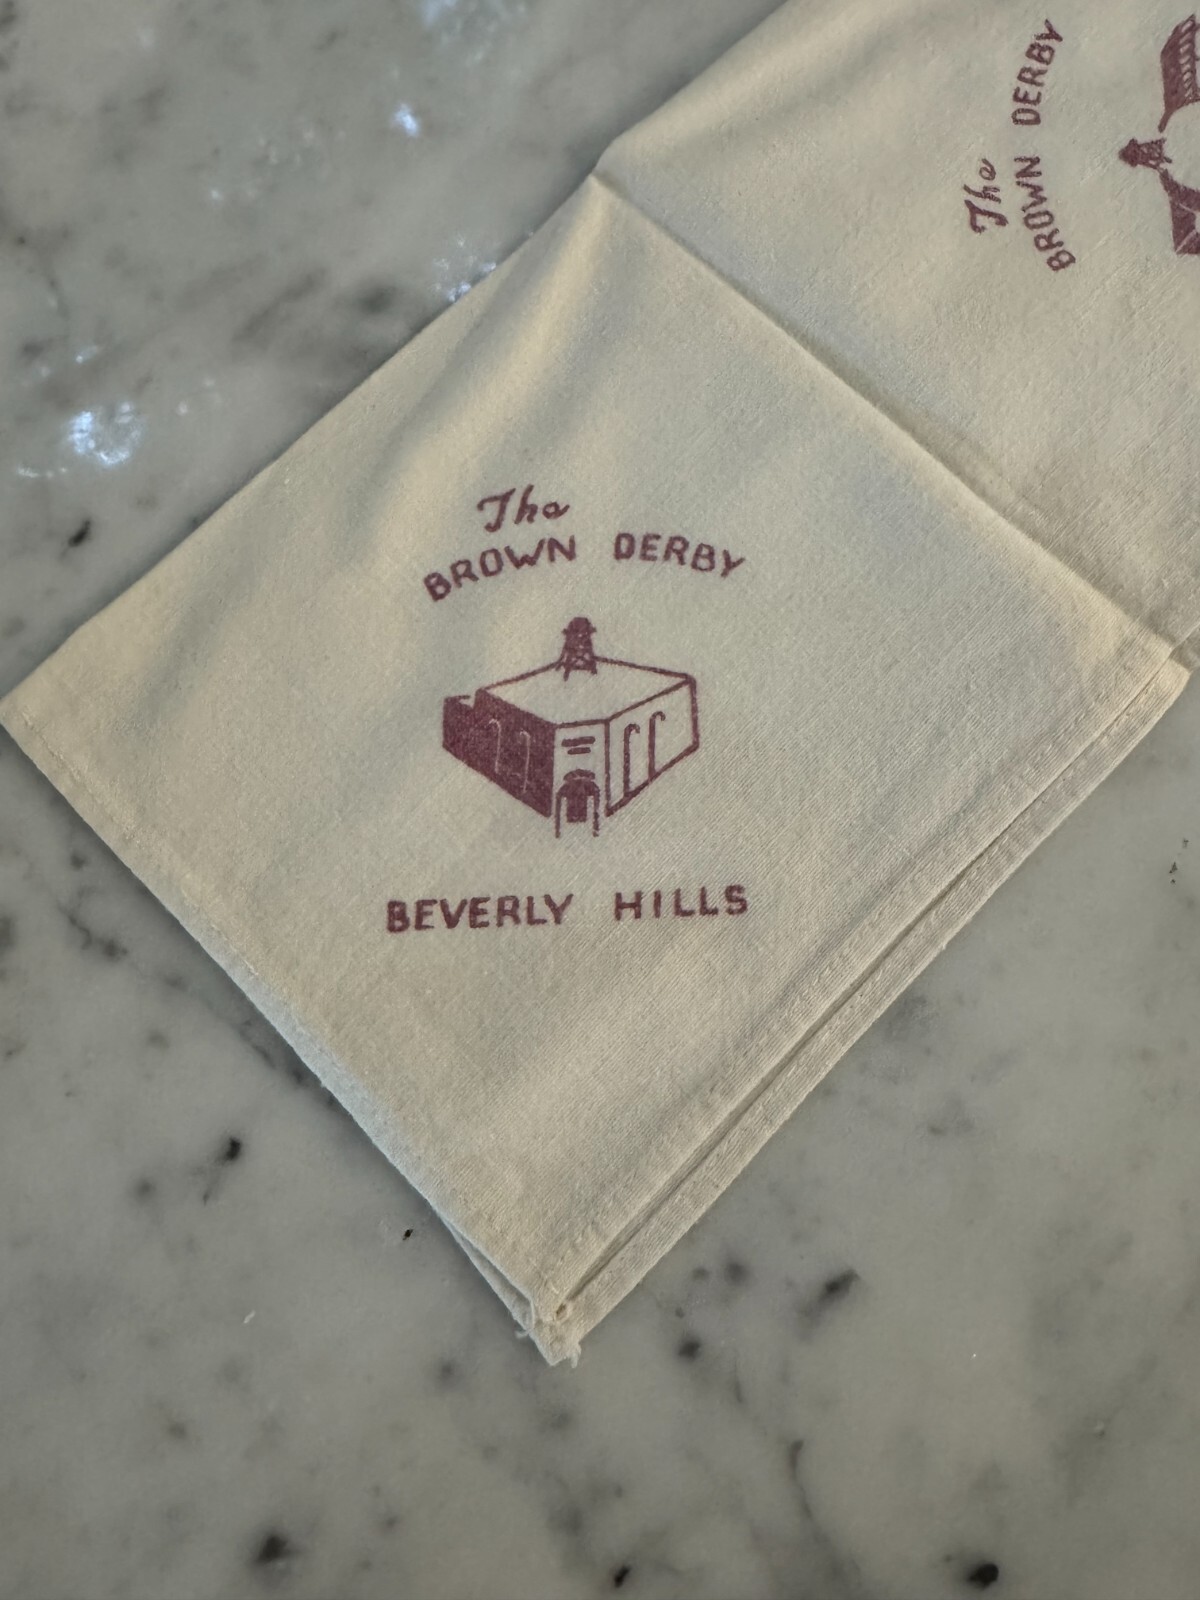 The
BROWN DERBY
BEVERLY HILLS
The
BROWN DERBY